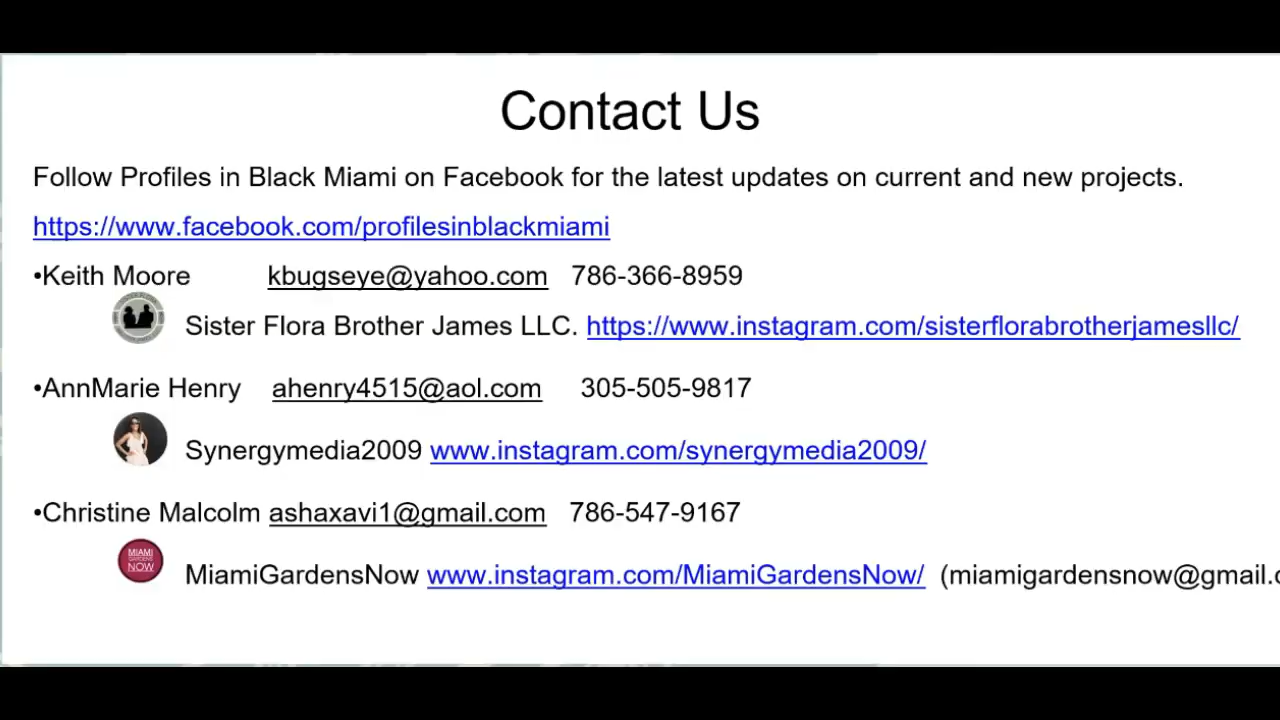 Contact Us
Follow Profiles in Black Miami on Facebook for the latest updates on current and new projects.
https://www.facebook.com/profilesinblackmiami
•Keith Moore kbugseye@yahoo.com 786-366-8959
Sister Flora Brother James LLC. https://www.instagram.com/sisterflorabrotherjamesllc/
•AnnMarie Henry ahenry4515@aol.com 305-505-9817
Synergymedia2009 www.instagram.com/synergymedia2009/
•Christine Malcolm ashaxavi1@gmail.com 786-547-9167
MIAMI
GARDENS
NOW
MiamiGardensNow www.instagram.com/MiamiGardensNow/ (miamigardensnow@gmail.c